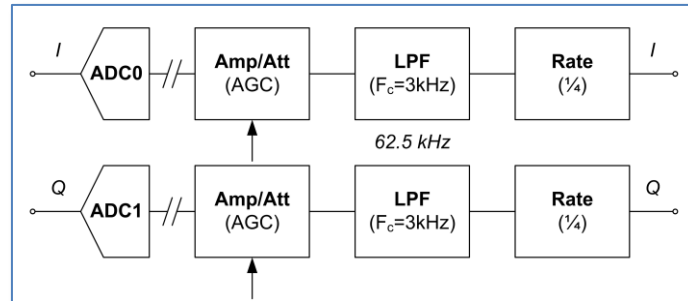 I
ADC0
Amp/Att
(AGC)
LPF
(Fc=3kHz)
Rate
(¼)
I
62.5 kHz
Q
ADC1
Amp/Att
(AGC)
LPF
(Fc=3kHz)
Rate
(¼)
Q